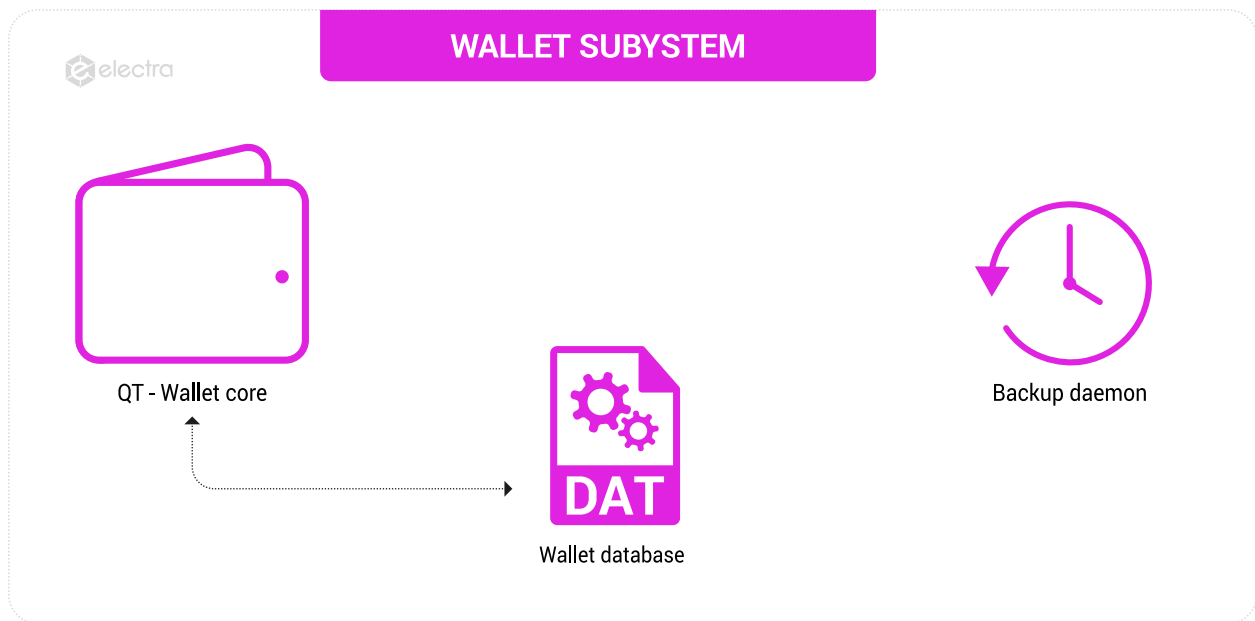 WALLET SUBYSTEM
electra
QT - Wallet core
Backup daemon
DAT
Wallet database